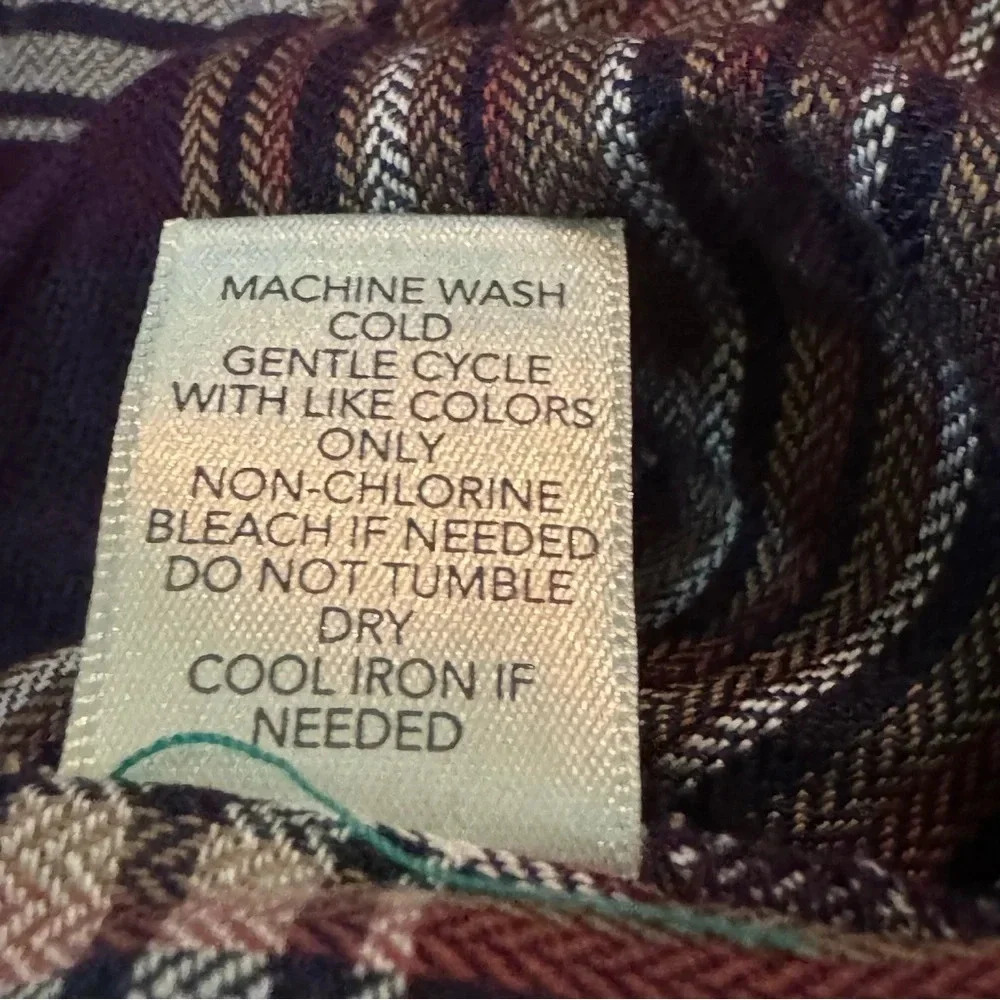 MACHINE WASH
COLD
GENTLE CYCLE
WITH LIKE COLORS
ONLY
NON-CHLORINE
BLEACH IF NEEDED
DO NOT TUMBLE
DRY
COOL IRON IF
NEEDED